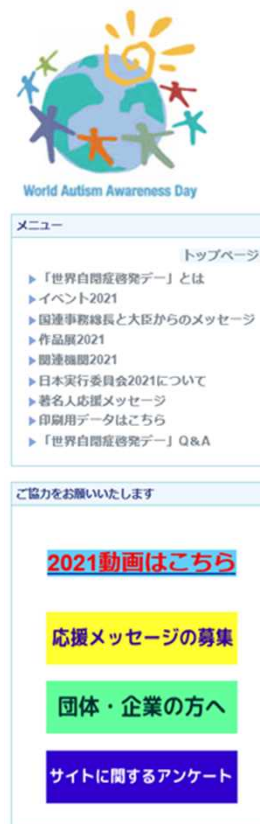 World Autism Awareness Day
メニュー
トップページ
「世界自閉症啓発デー」とは
イベント2021
国連事務総長と大臣からのメッセージ
作品展2021
関連機関2021
日本実行委員会2021について
著名人応援メッセージ
印刷用データはこちら
「世界自閉症啓発デー」Q&A
ご協力をお願いいたします
2021動画はこちら
応援メッセージの募集
団体・企業の方へ
サイトに関するアンケート